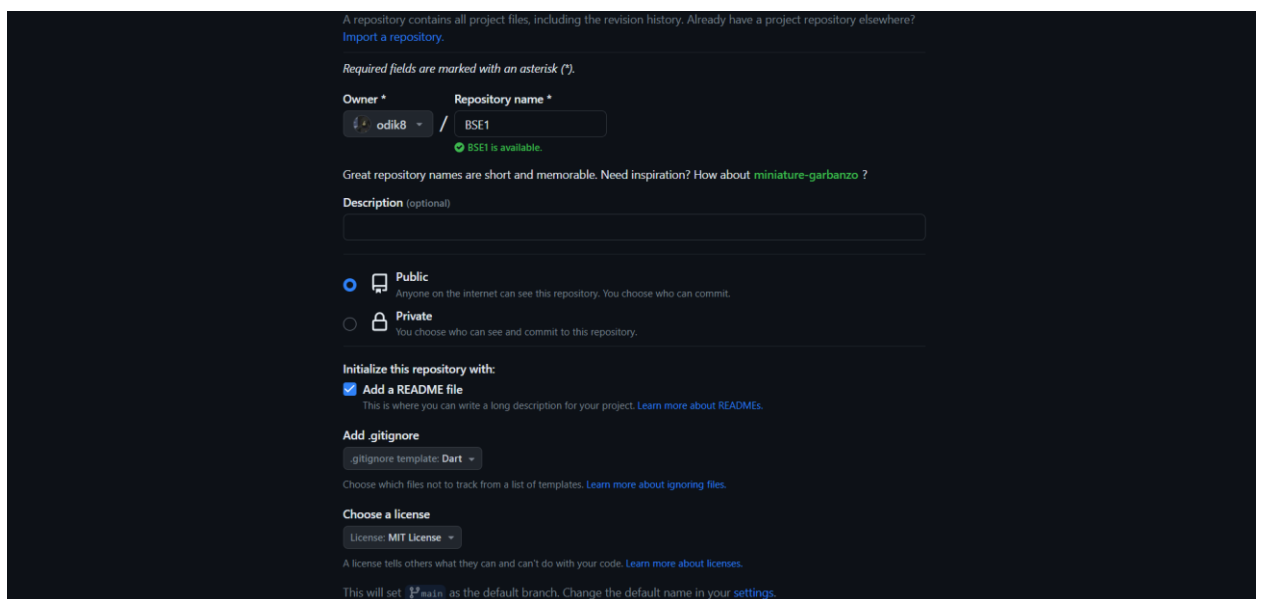 A repository contains all project files, including the revision history. Already have a project repository elsewhere?
Import a repository.
Required fields are marked with an asterisk (*).
Owner * Repository name *
odik8 / BSE1
BSE1 is available.
Great repository names are short and memorable. Need inspiration? How about miniature-garbanzo ?
Description (optional)
Public
Anyone on the internet can see this repository. You choose who can commit.
Private
You choose who can see and commit to this repository.
Initialize this repository with:
Add a README file
This is where you can write a long description for your project. Learn more about READMEs.
Add .gitignore
.gitignore template: Dart
Choose which files not to track from a list of templates. Learn more about ignoring files.
Choose a license
License: MIT License
A license tells others what they can and can't do with your code. Learn more about licenses.
This will set main as the default branch. Change the default name in your settings.